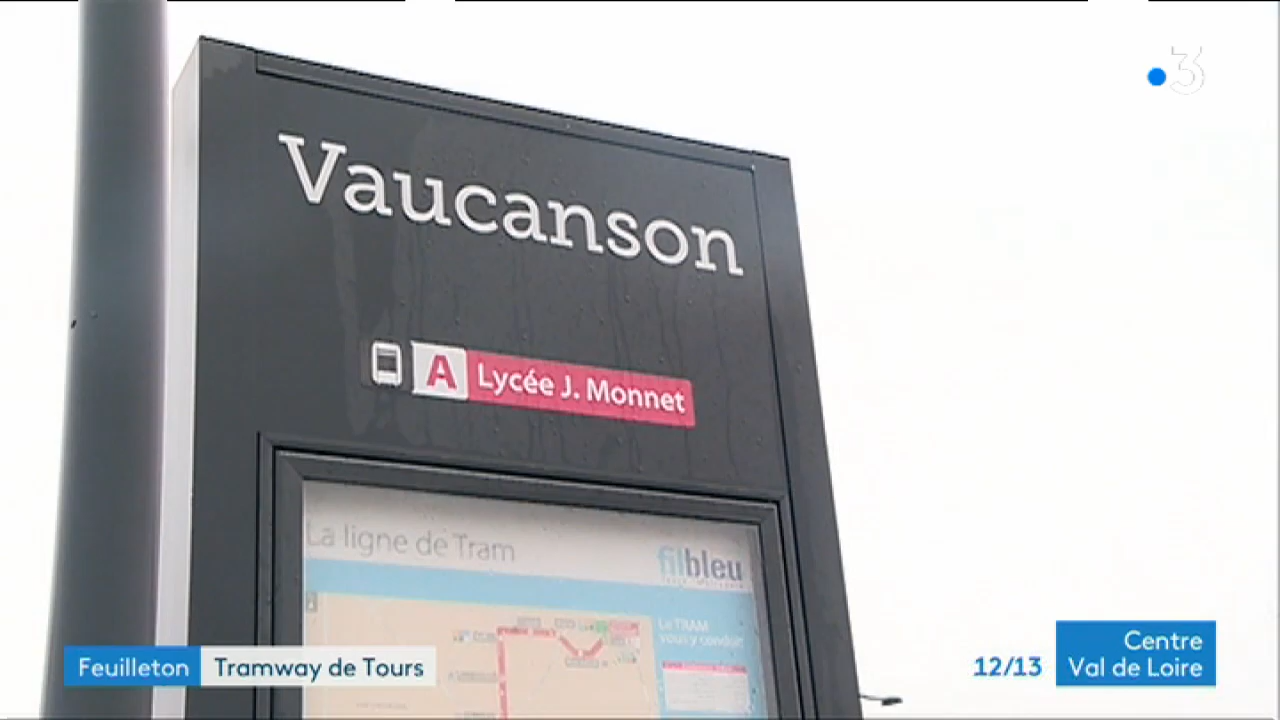 3
Vaucanson
A Lycée J. Monnet
La ligne de Tram
filbleu
Le TRAM
vous y conduit
Feuilleton Tramway de Tours
12/13
Centre
Val de Loire